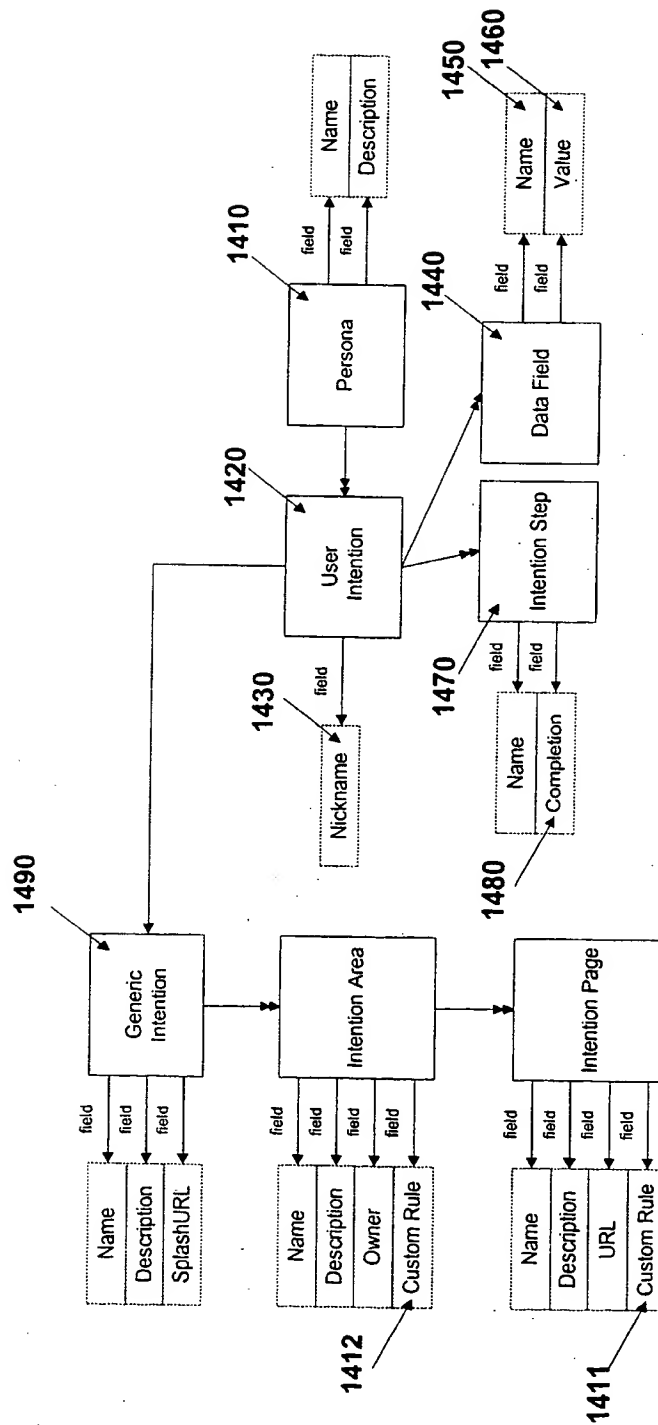 1490
Generic
Intention
field
field
field
Name
Description
SplashURL
Intention Area
field
field
field
field
Name
Description
Owner
Custom Rule
1412
Intention Page
field
field
field
field
Name
Description
URL
Custom Rule
1411
1420
User
Intention
field
1430
Nickname
1410
Persona
field
field
Name
Description
1470
Intention Step
field
field
Name
Completion
1480
1440
Data Field
field
field
Name
Value
1450
1460